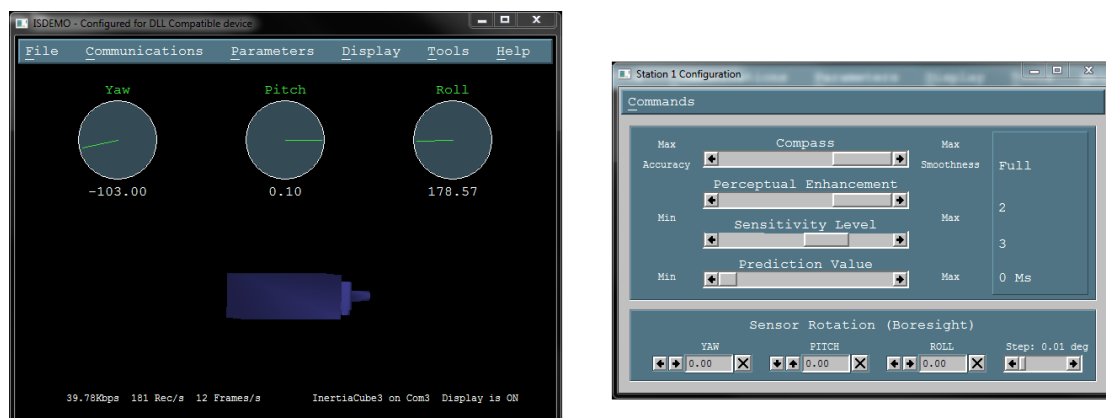 ISDEMO - Configured for DLL Compatible device
File Communications Parameters Display Tools Help
Yaw Pitch Roll
-103.00 0.10 178.57
39.78Kbps 181 Rec/s 12 Frames/s InertiaCube3 on Com3 Display is ON
Station 1 Configuration
Commands
Max Compass Max
Accuracy Smoothness Full
Perceptual Enhancement
Min Max 2
Sensitivity Level
3
Prediction Value
Min Max 0 Ms
Sensor Rotation (Boresight)
YAW PITCH ROLL Step: 0.01 deg
0.00 X 0.00 X 0.00 X